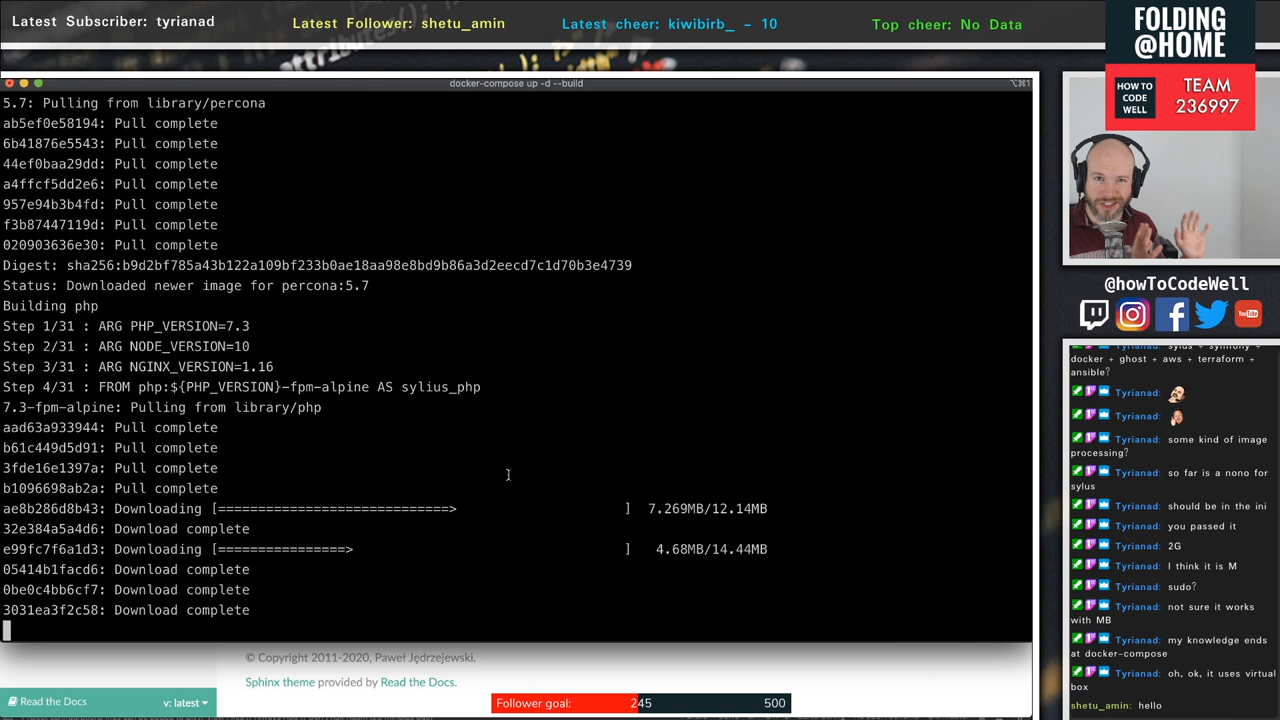 Latest Subscriber: tyrianad
Latest Follower: shetu_amin
Latest cheer: kiwibirb_ - 10
Top cheer: No Data
FOLDING
@HOME
HOW TO
CODE
WELL
TEAM
236997
docker-compose up -d --build
⌥⌘1
5.7: Pulling from library/percona
ab5ef0e58194: Pull complete
6b41876e5543: Pull complete
44ef0baa29dd: Pull complete
a4ffcf5dd2e6: Pull complete
957e94b3b4fd: Pull complete
f3b87447119d: Pull complete
020903636e30: Pull complete
Digest: sha256:b9d2bf785a43b122a109bf233b0ae18aa98e8bd9b86a3d2eecd7c1d70b3e4739
Status: Downloaded newer image for percona:5.7
Building php
Step 1/31 : ARG PHP_VERSION=7.3
Step 2/31 : ARG NODE_VERSION=10
Step 3/31 : ARG NGINX_VERSION=1.16
Step 4/31 : FROM php:${PHP_VERSION}-fpm-alpine AS sylius_php
7.3-fpm-alpine: Pulling from library/php
aad63a933944: Pull complete
b61c449d5d91: Pull complete
3fde16e1397a: Pull complete
b1096698ab2a: Pull complete
ae8b286d8b43: Downloading [=============================> ] 7.269MB/12.14MB
32e384a5a4d6: Download complete
e99fc7f6a1d3: Downloading [================> ] 4.68MB/14.44MB
05414b1facd6: Download complete
0be0c4bb6cf7: Download complete
3031ea3f2c58: Download complete
© Copyright 2011-2020, Paweł Jędrzejewski.
Sphinx theme provided by Read the Docs.
Read the Docs
v: latest
Follower goal:
245
500
@howToCodeWell
YouTube
Tyrianad: sylus + symfony +
docker + ghost + aws + terraform +
ansible?
Tyrianad:
Tyrianad:
Tyrianad: some kind of image
processing?
Tyrianad: so far is a nono for
sylus
Tyrianad: should be in the ini
Tyrianad: you passed it
Tyrianad: 2G
Tyrianad: I think it is M
Tyrianad: sudo?
Tyrianad: not sure it works
with MB
Tyrianad: my knowledge ends
at docker-compose
Tyrianad: oh, ok, it uses virtual
box
shetu_amin: hello